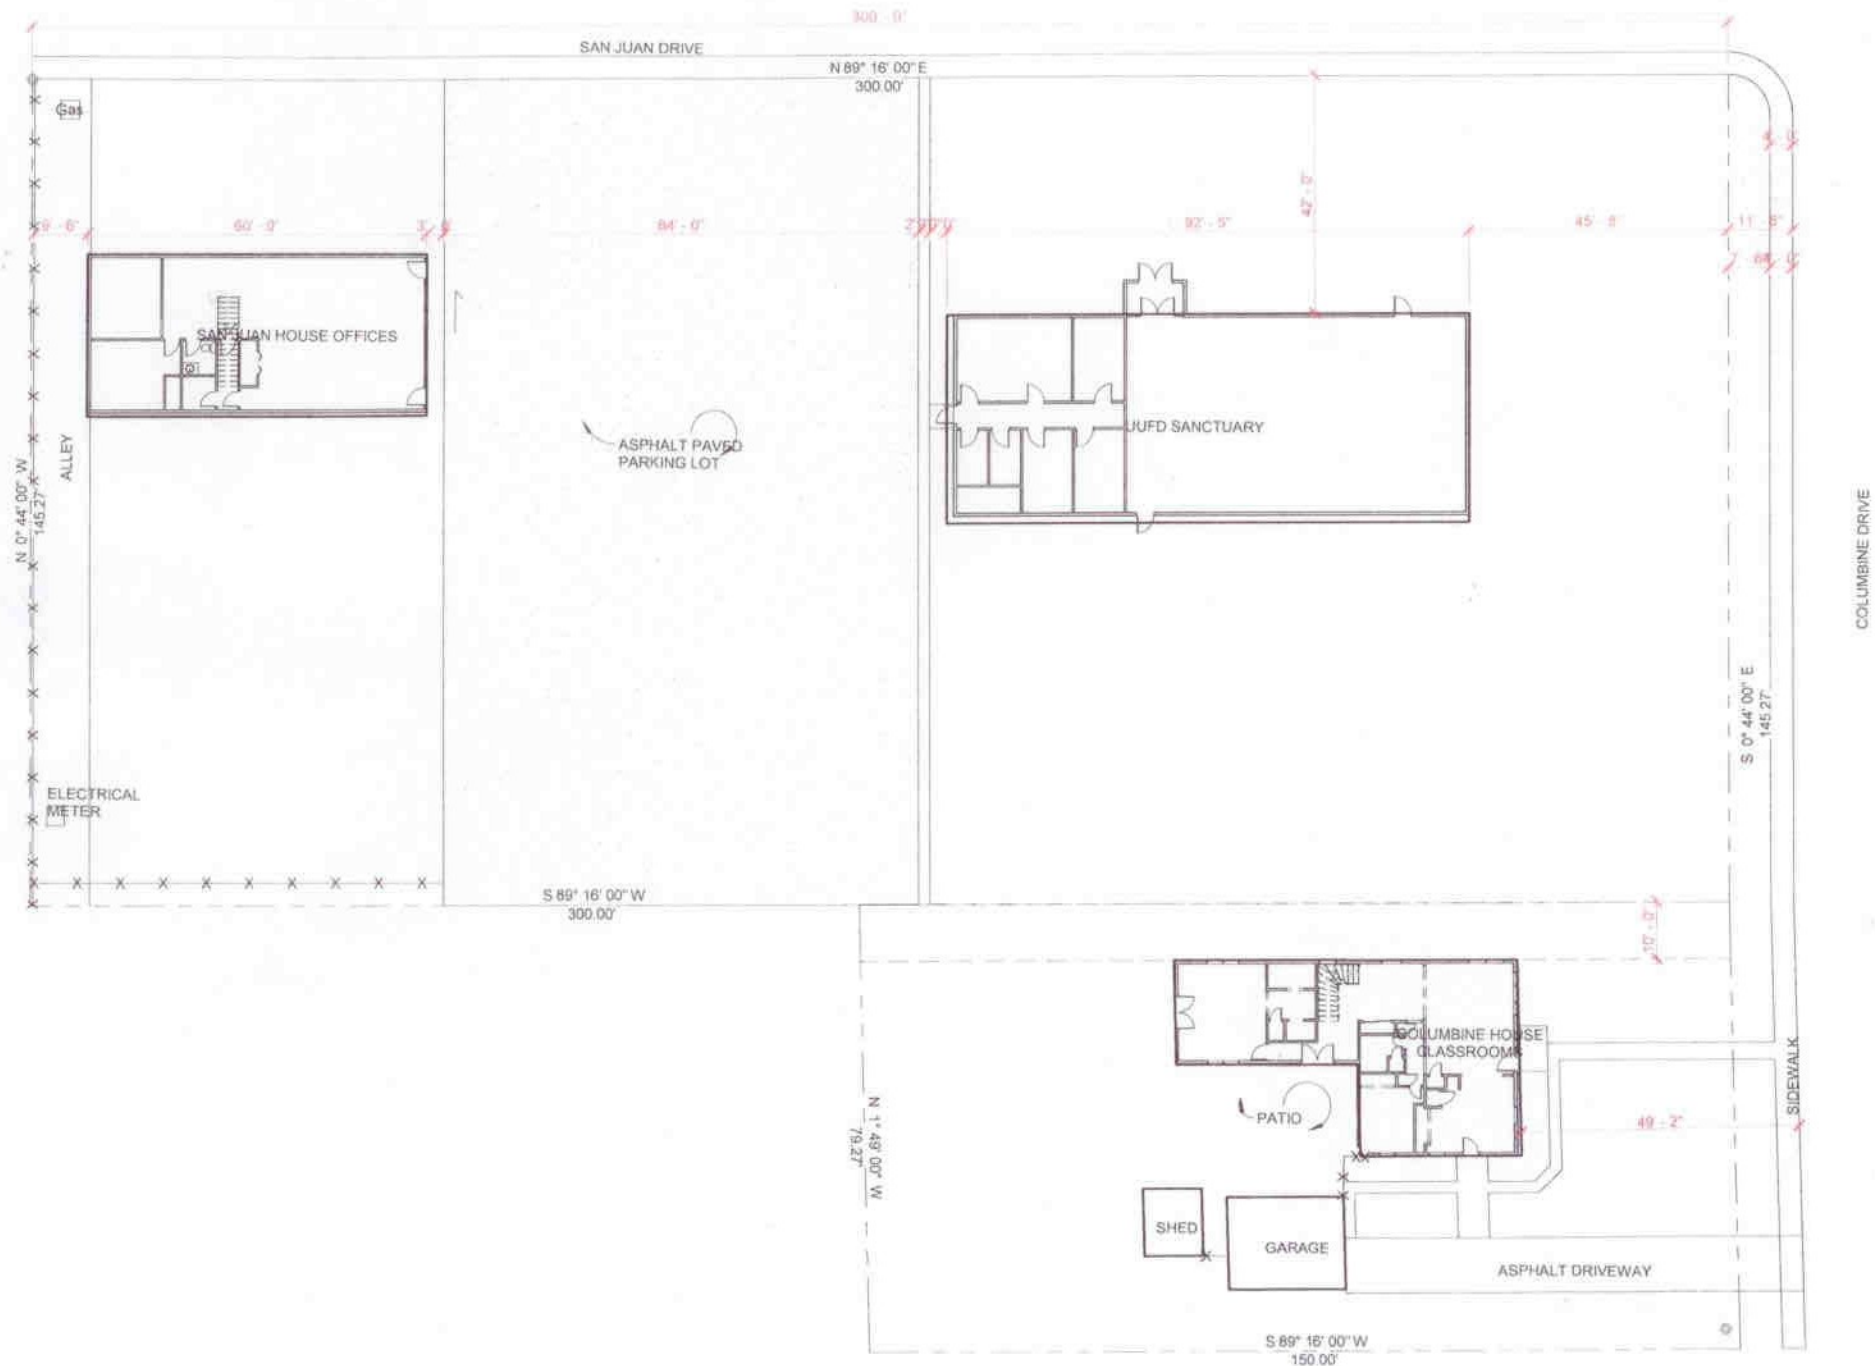 300' - 0"
SAN JUAN DRIVE
N 89° 16' 00" E
300.00'
Gas
9' - 6"
60' - 0"
84' - 0"
92' - 5"
42' - 0"
45' - 8"
11' - 8"
SAN JUAN HOUSE OFFICES
ASPHALT PAVED
PARKING LOT
UUFD SANCTUARY
ALLEY
N 0° 44' 00" W
145.27'
COLUMBINE DRIVE
S 0° 44' 00" E
145.27'
ELECTRICAL
METER
S 89° 16' 00" W
300.00'
10' - 0"
COLUMBINE HOUSE
CLASSROOMS
SIDEWALK
49' - 2"
PATIO
N 1° 49' 00" W
79.27'
SHED
GARAGE
ASPHALT DRIVEWAY
S 89° 16' 00" W
150.00'